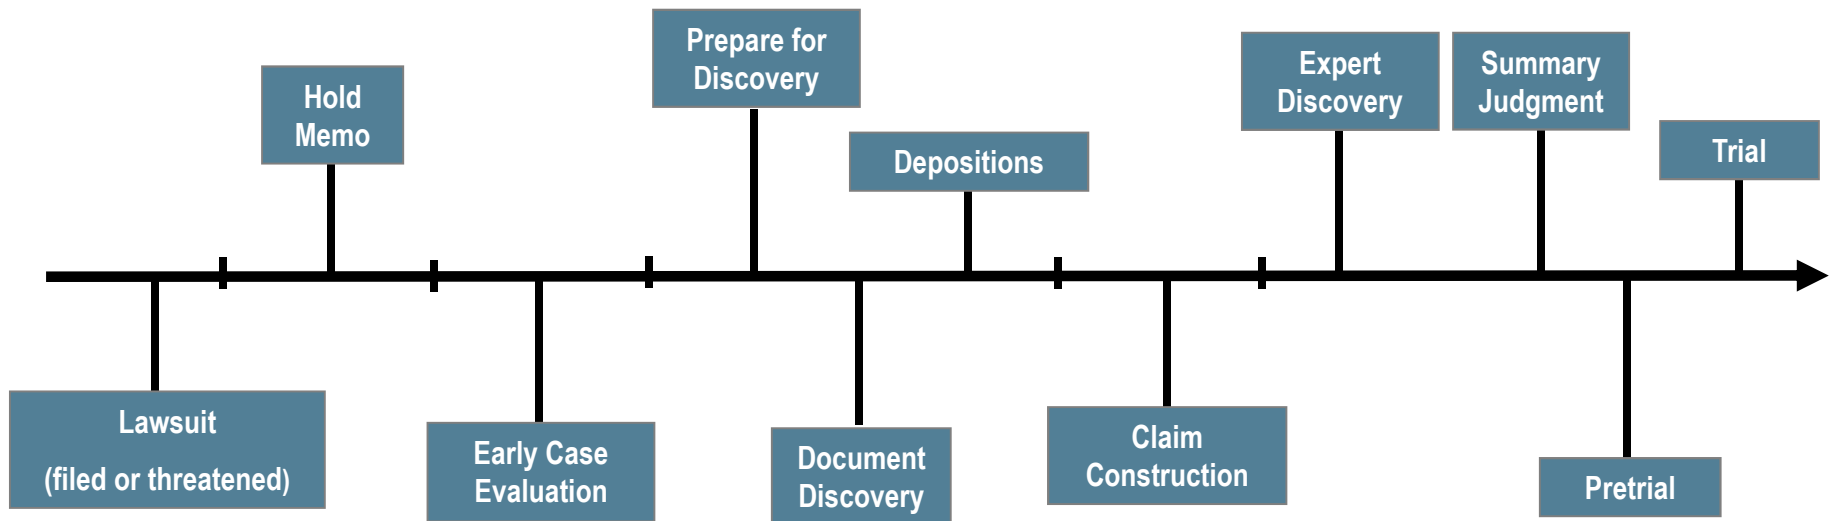 Prepare for
Discovery
Hold
Memo
Expert
Discovery
Summary
Judgment
Depositions
Trial
Lawsuit
(filed or threatened)
Early Case
Evaluation
Document
Discovery
Claim
Construction
Pretrial